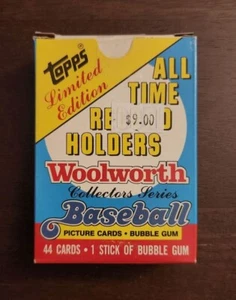 Topps
Limited
Edition
ALL
TIME
RE D
$9.00
HOLDERS
Woolworth
Collectors Series
Baseball
PICTURE CARDS • BUBBLE GUM
44 CARDS • 1 STICK OF BUBBLE GUM